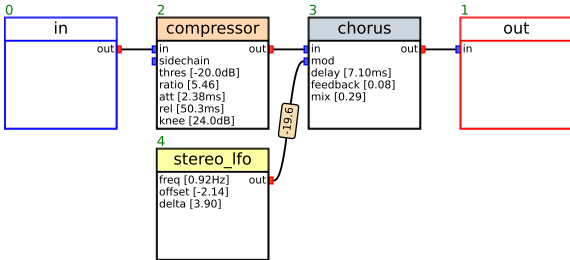 0
in
out
2
compressor
in
out
sidechain
thres [-20.0dB]
ratio [5.46]
att [2.38ms]
rel [50.3ms]
knee [24.0dB]
3
chorus
in
out
mod
delay [7.10ms]
feedback [0.08]
mix [0.29]
1
out
in
-19.6
4
stereo_lfo
freq [0.92Hz]
out
offset [-2.14]
delta [3.90]